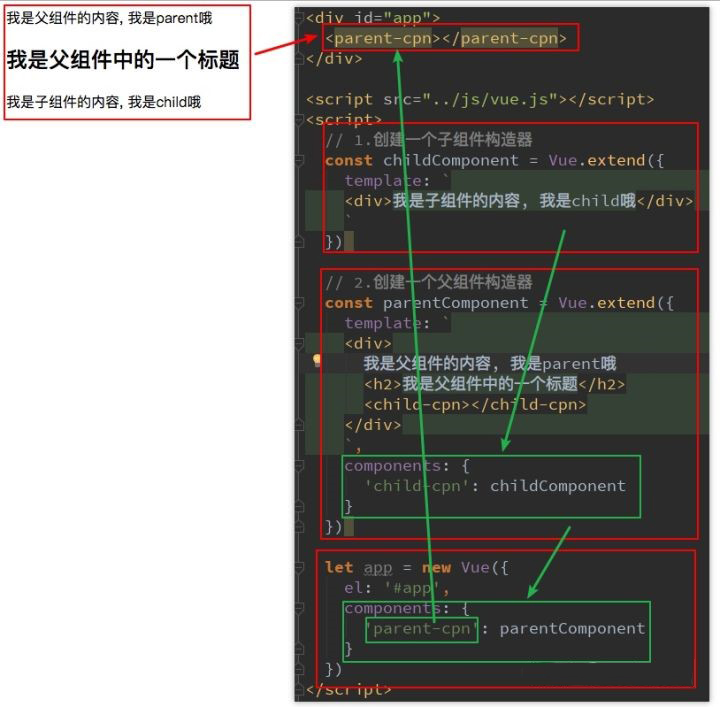 我是父组件的内容, 我是parent哦
我是父组件中的一个标题
我是子组件的内容, 我是child哦
<div id="app">
<parent-cpn></parent-cpn>
</div>
<script src="../js/vue.js"></script>
<script>
// 1.创建一个子组件构造器
const childComponent = Vue.extend({
template: `
<div>我是子组件的内容, 我是child哦</div>
`
})
// 2.创建一个父组件构造器
const parentComponent = Vue.extend({
template: `
<div>
我是父组件的内容, 我是parent哦
<h2>我是父组件中的一个标题</h2>
<child-cpn></child-cpn>
</div>
`,
components: {
'child-cpn': childComponent
}
})
let app = new Vue({
el: '#app',
components: {
'parent-cpn': parentComponent
}
})
</script>